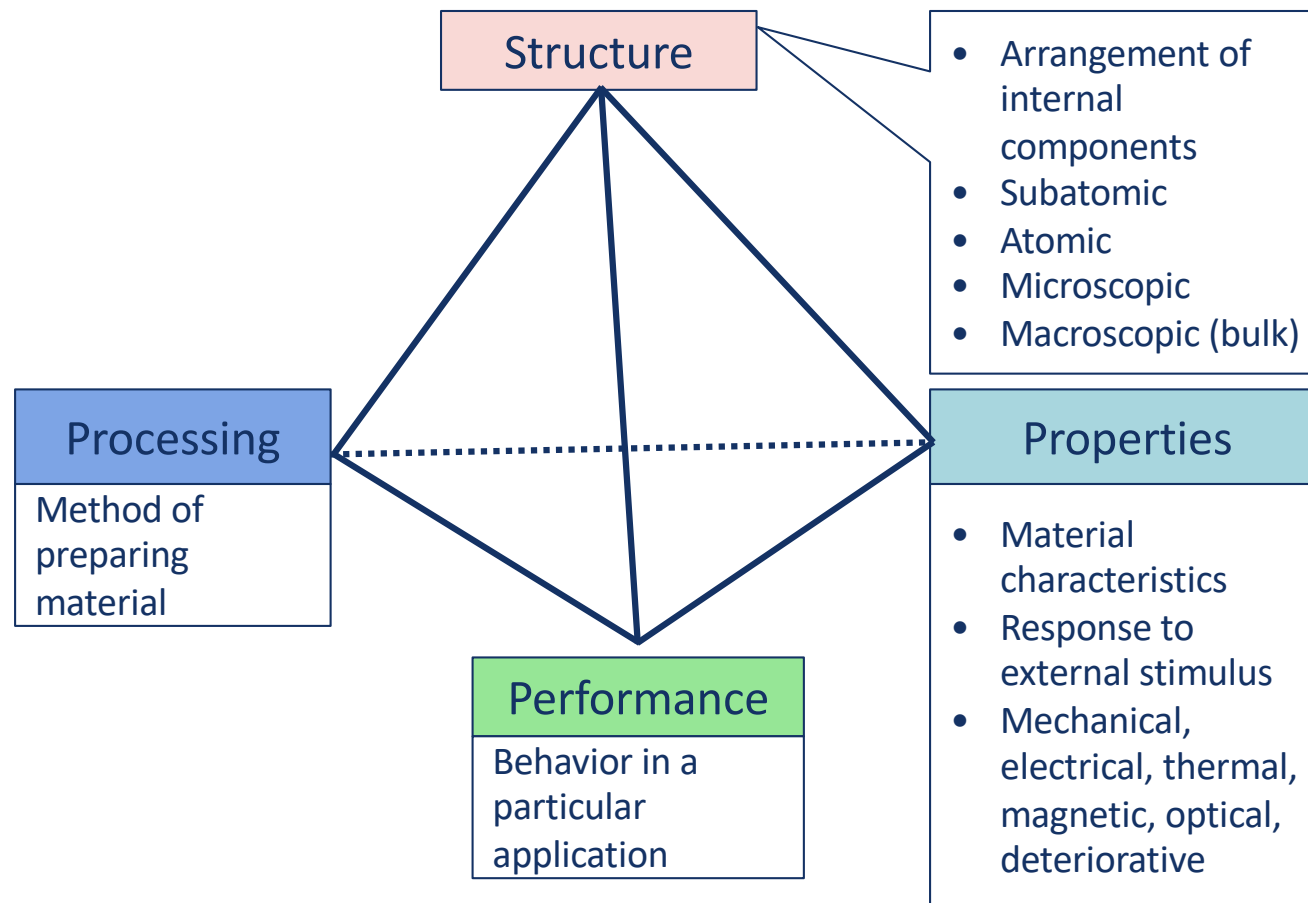 Structure
• Arrangement of
internal
components
• Subatomic
• Atomic
• Microscopic
• Macroscopic (bulk)
Processing
Method of
preparing
material
Properties
• Material
characteristics
• Response to
external stimulus
• Mechanical,
electrical, thermal,
magnetic, optical,
deteriorative
Performance
Behavior in a
particular
application